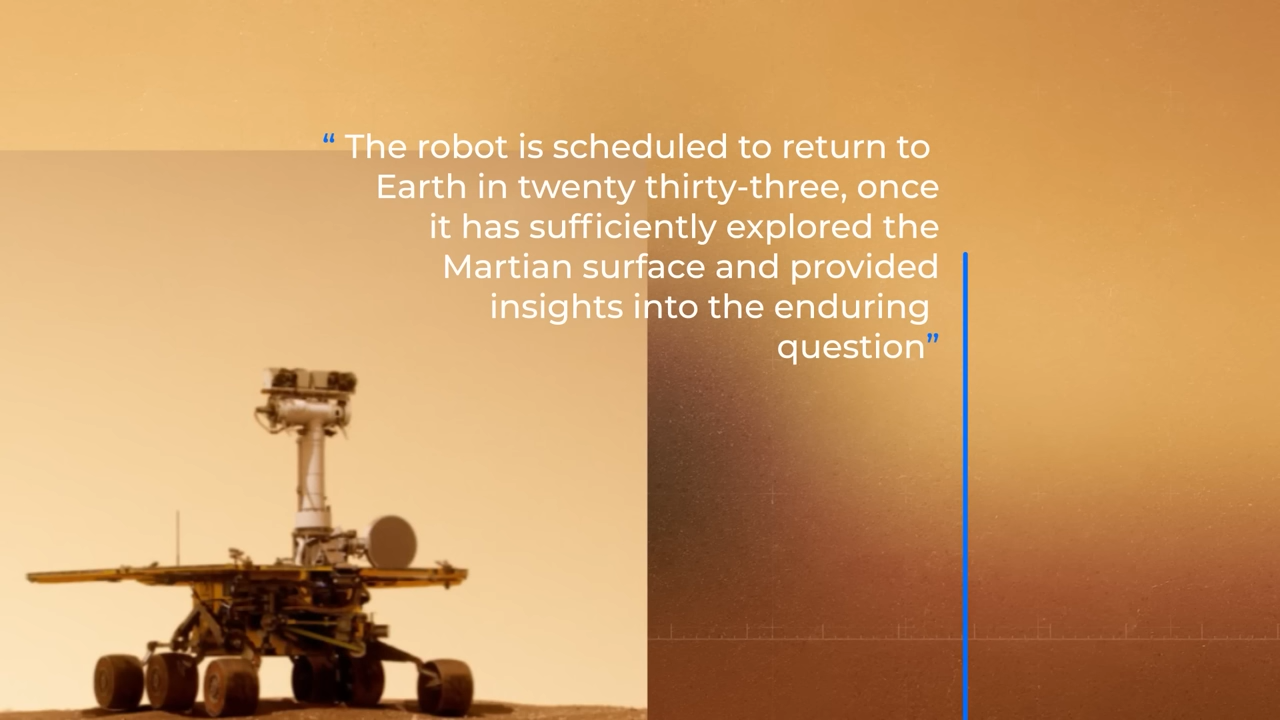 “ The robot is scheduled to return to
Earth in twenty thirty-three, once
it has sufficiently explored the
Martian surface and provided
insights into the enduring
question”